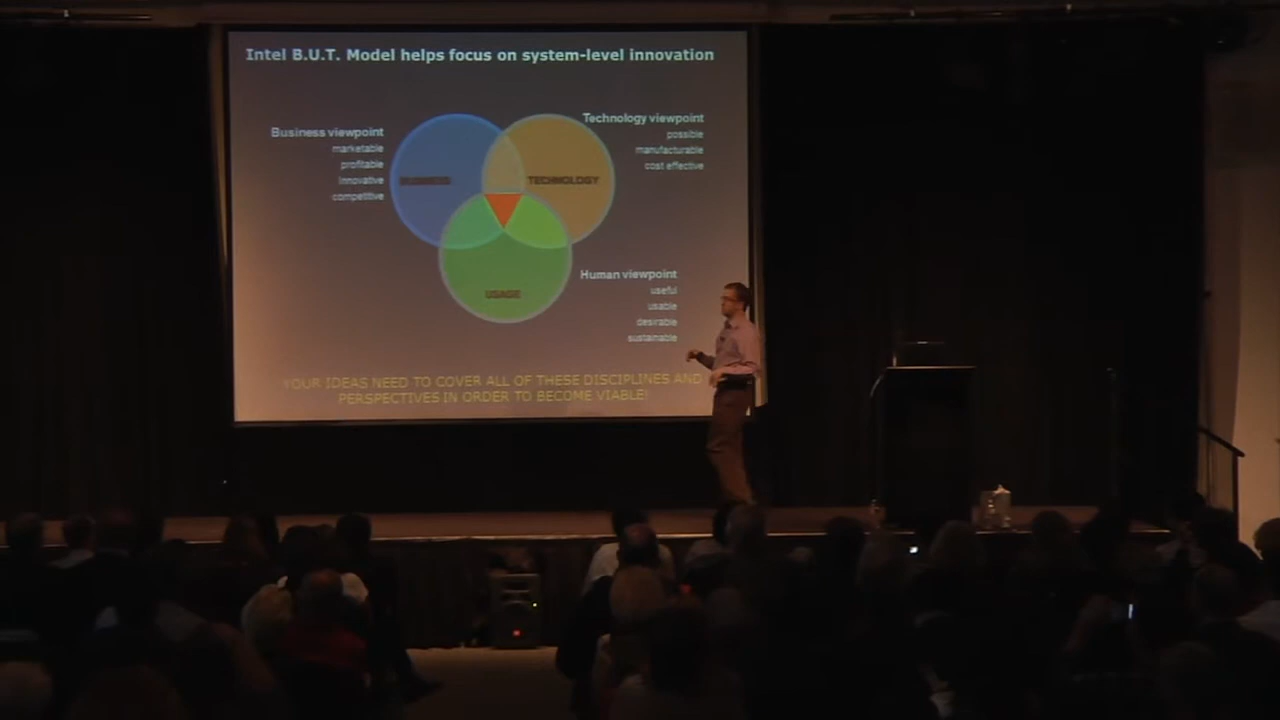 Intel B.U.T. Model helps focus on system-level innovation
Business viewpoint
marketable
profitable
innovative
competitive
Technology viewpoint
possible
manufacturable
cost effective
BUSINESS
TECHNOLOGY
USAGE
Human viewpoint
useful
usable
desirable
sustainable
YOUR IDEAS NEED TO COVER ALL OF THESE DISCIPLINES AND
PERSPECTIVES IN ORDER TO BECOME VIABLE!